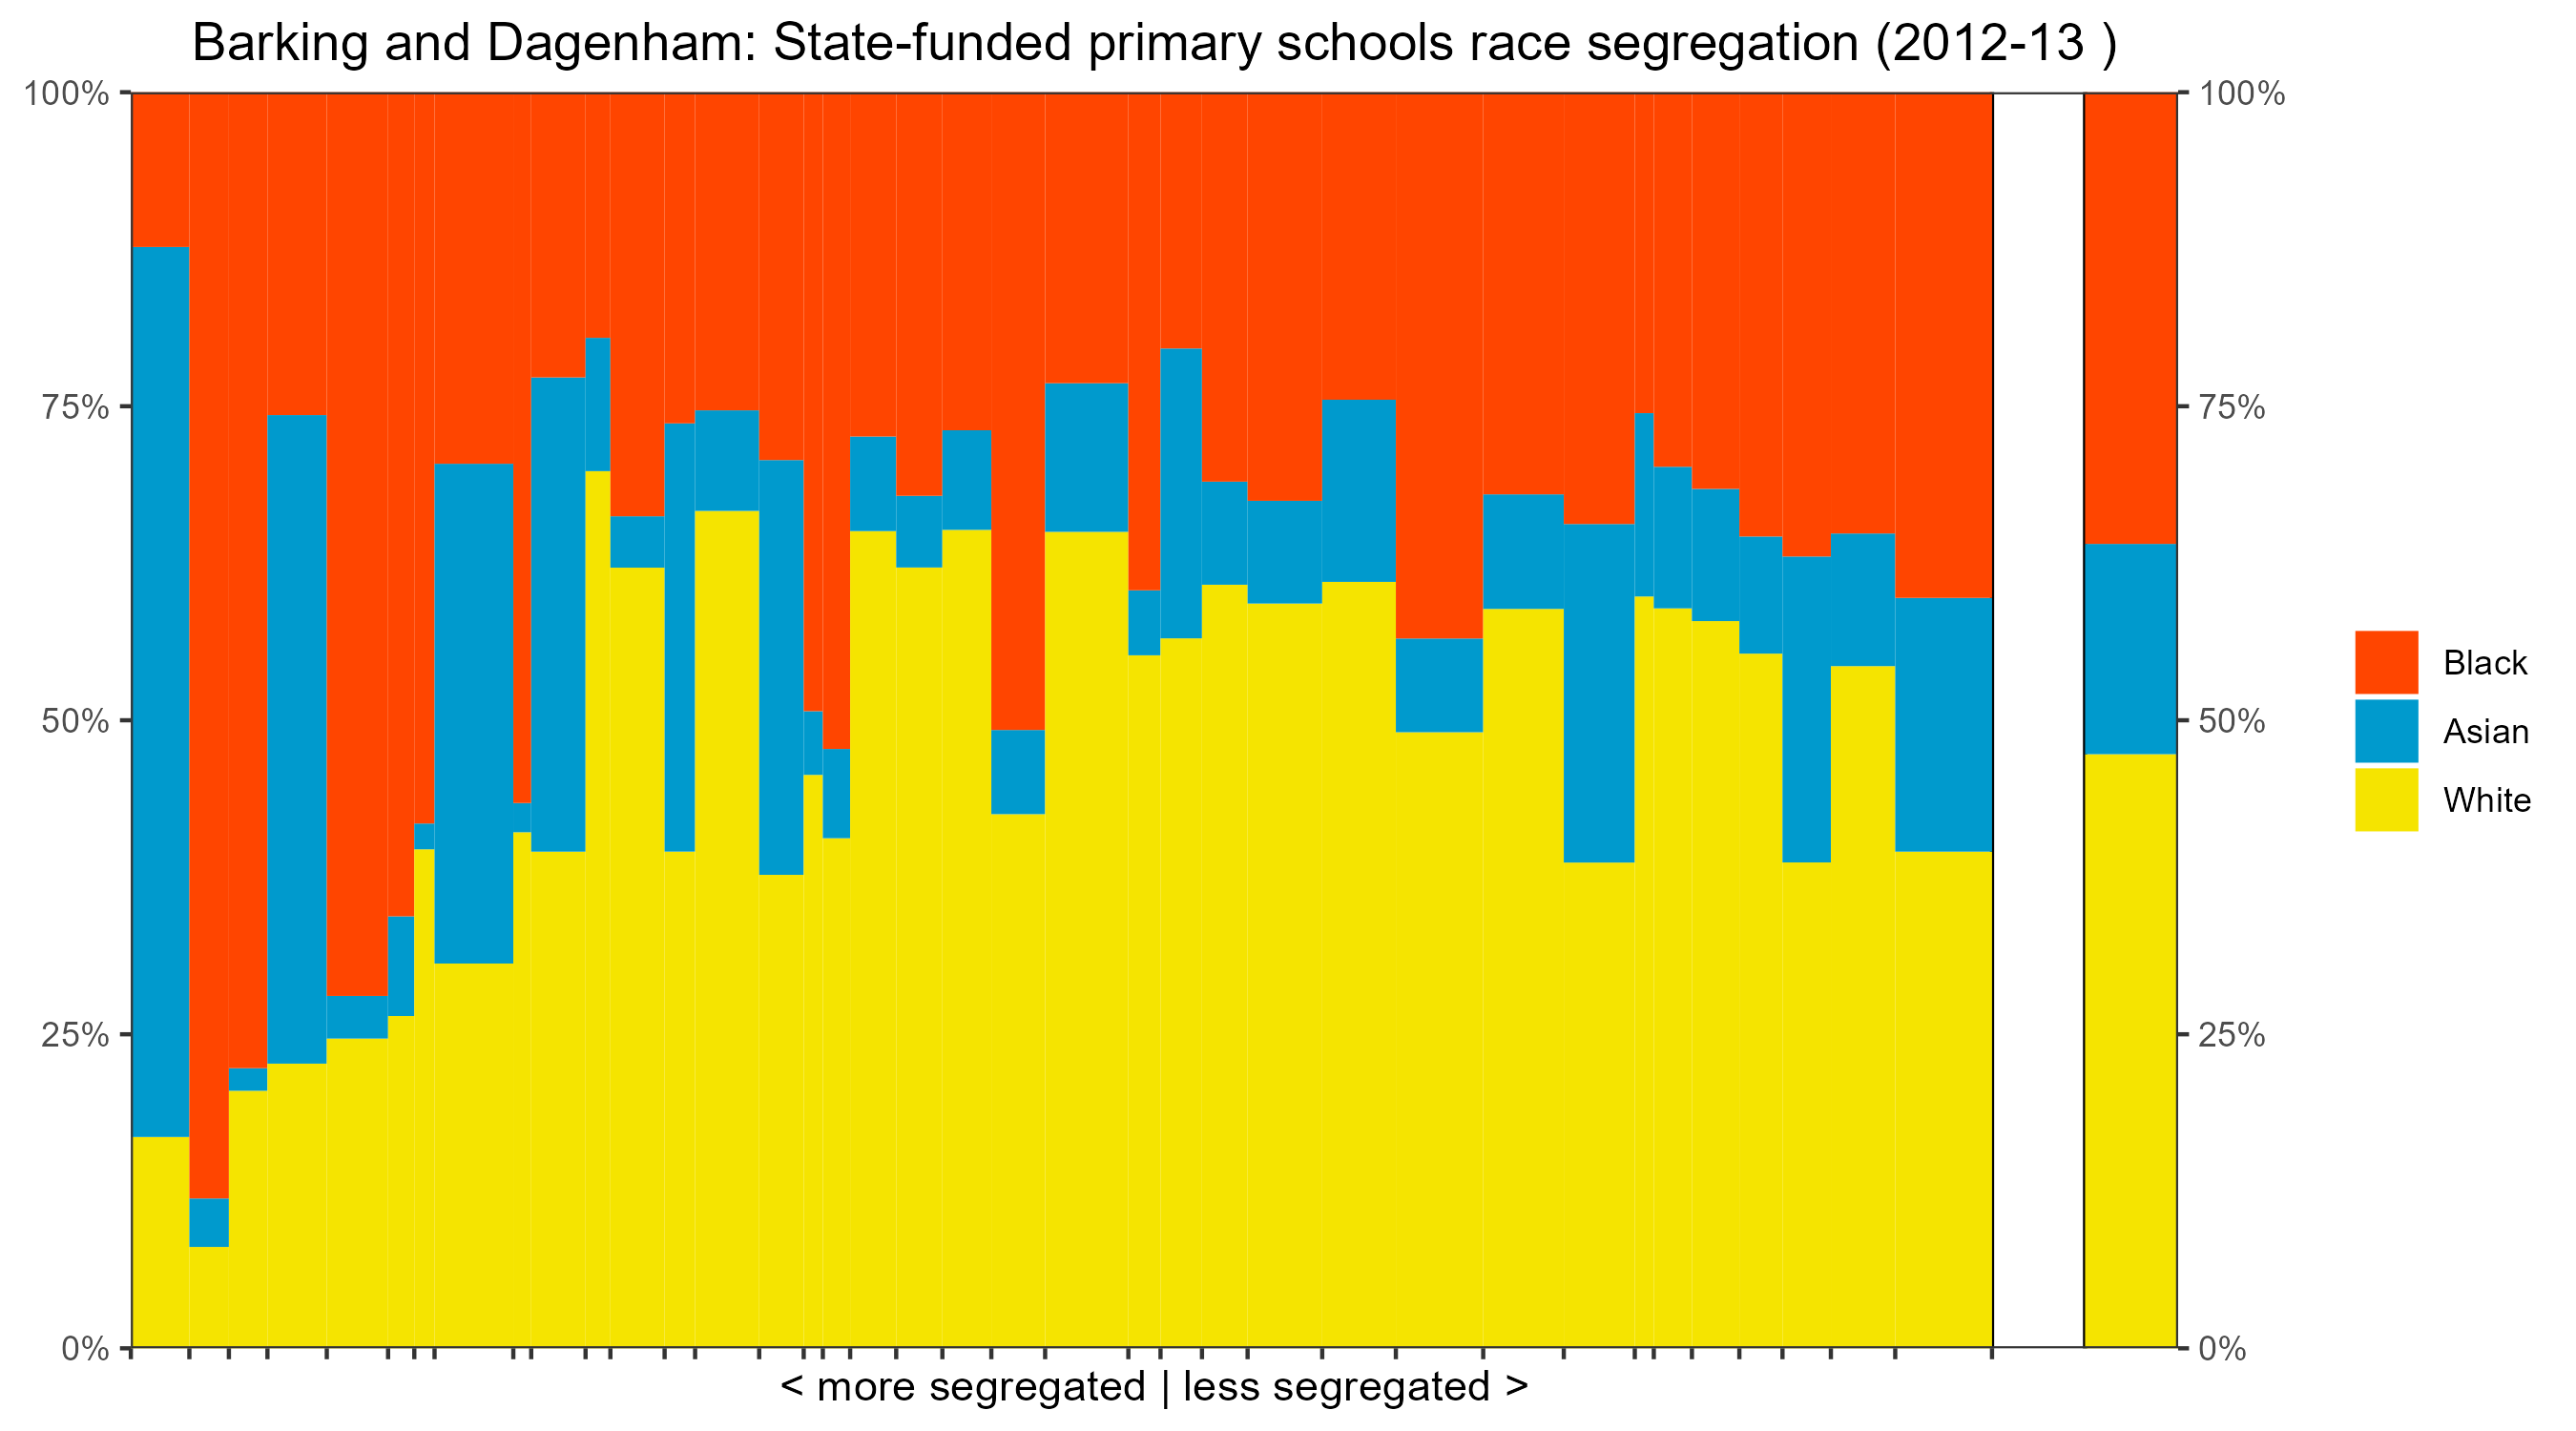 Barking and Dagenham: State-funded primary schools race segregation (2012-13 )
100%
75%
50%
25%
0%
100%
75%
50%
25%
0%
Black
Asian
White
< more segregated | less segregated >